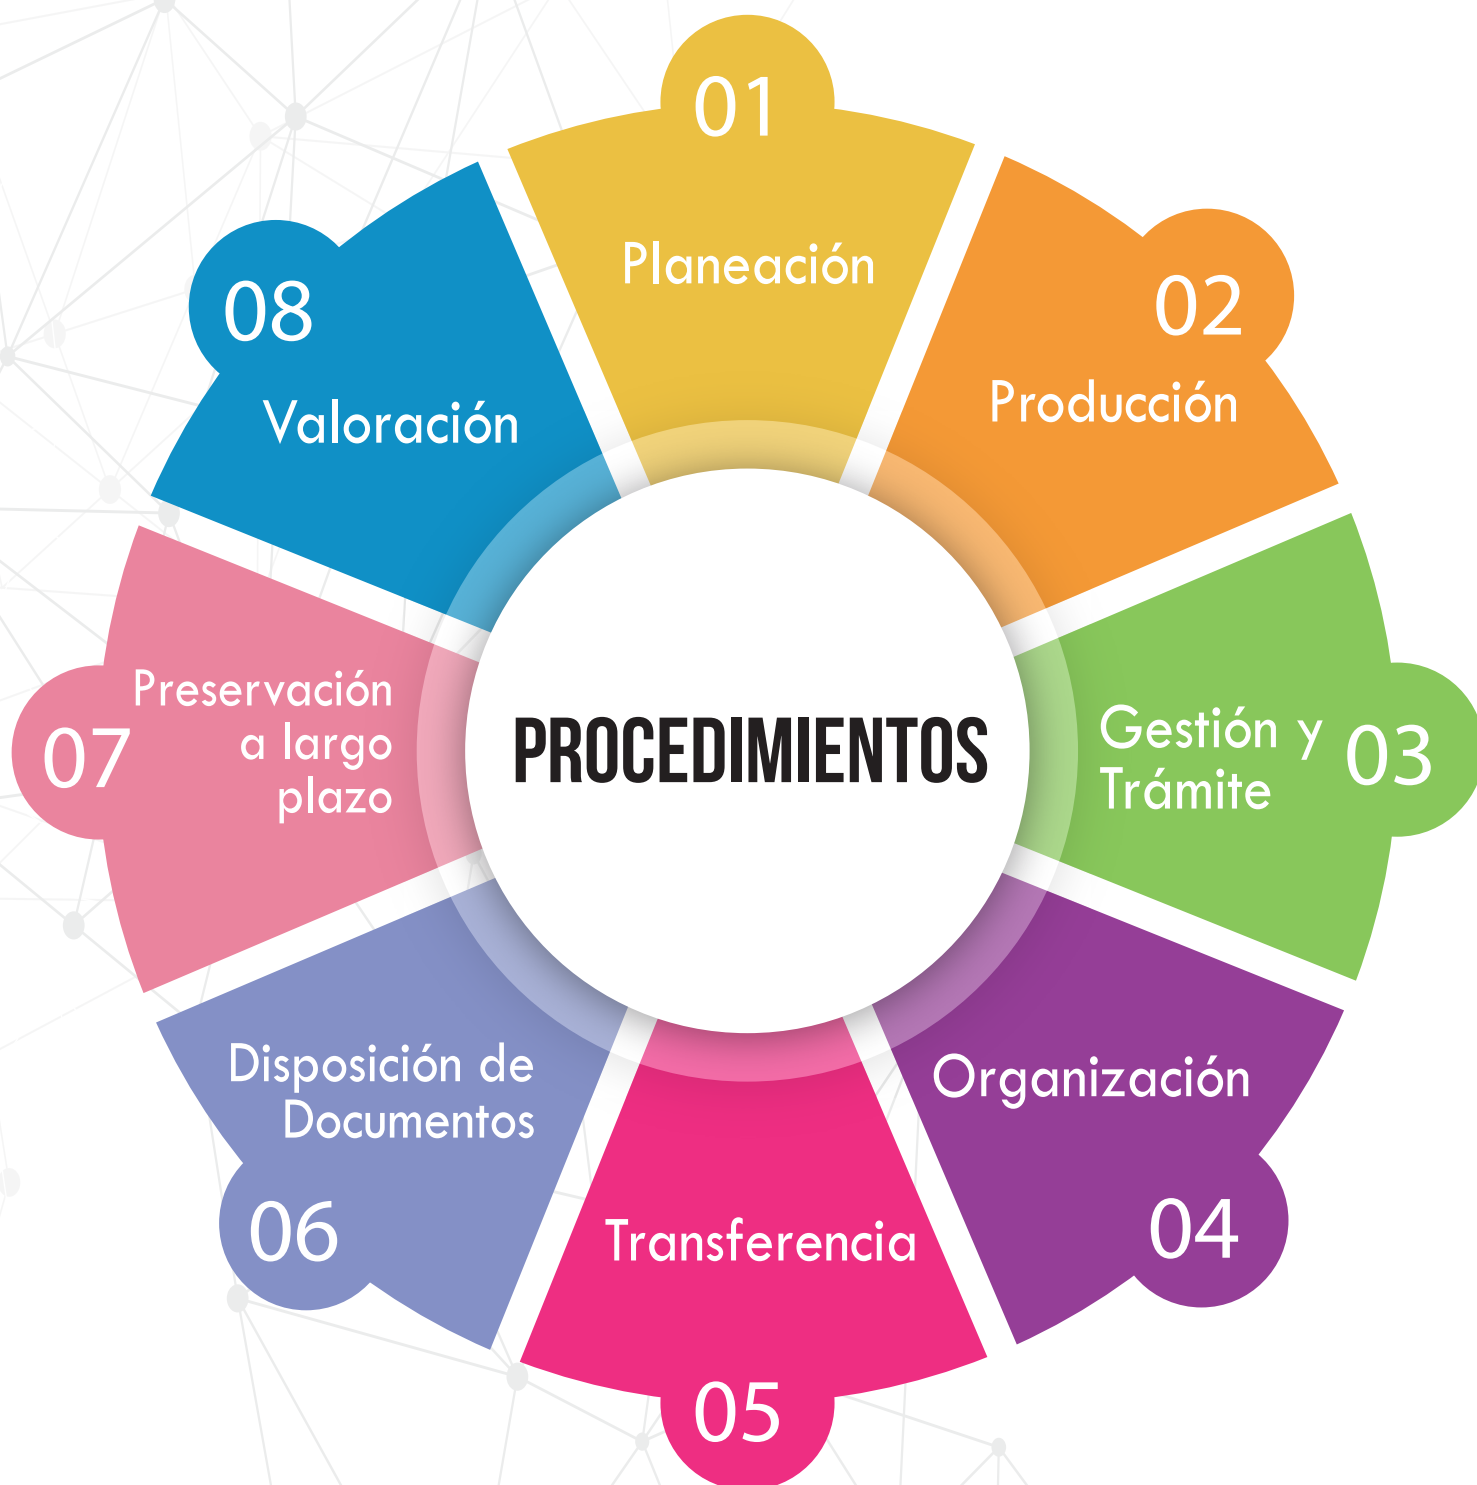 01
Planeación
02
Producción
03
Gestión y
Trámite
04
Organización
05
Transferencia
06
Disposición de
Documentos
07
Preservación
a largo
plazo
08
Valoración
PROCEDIMIENTOS